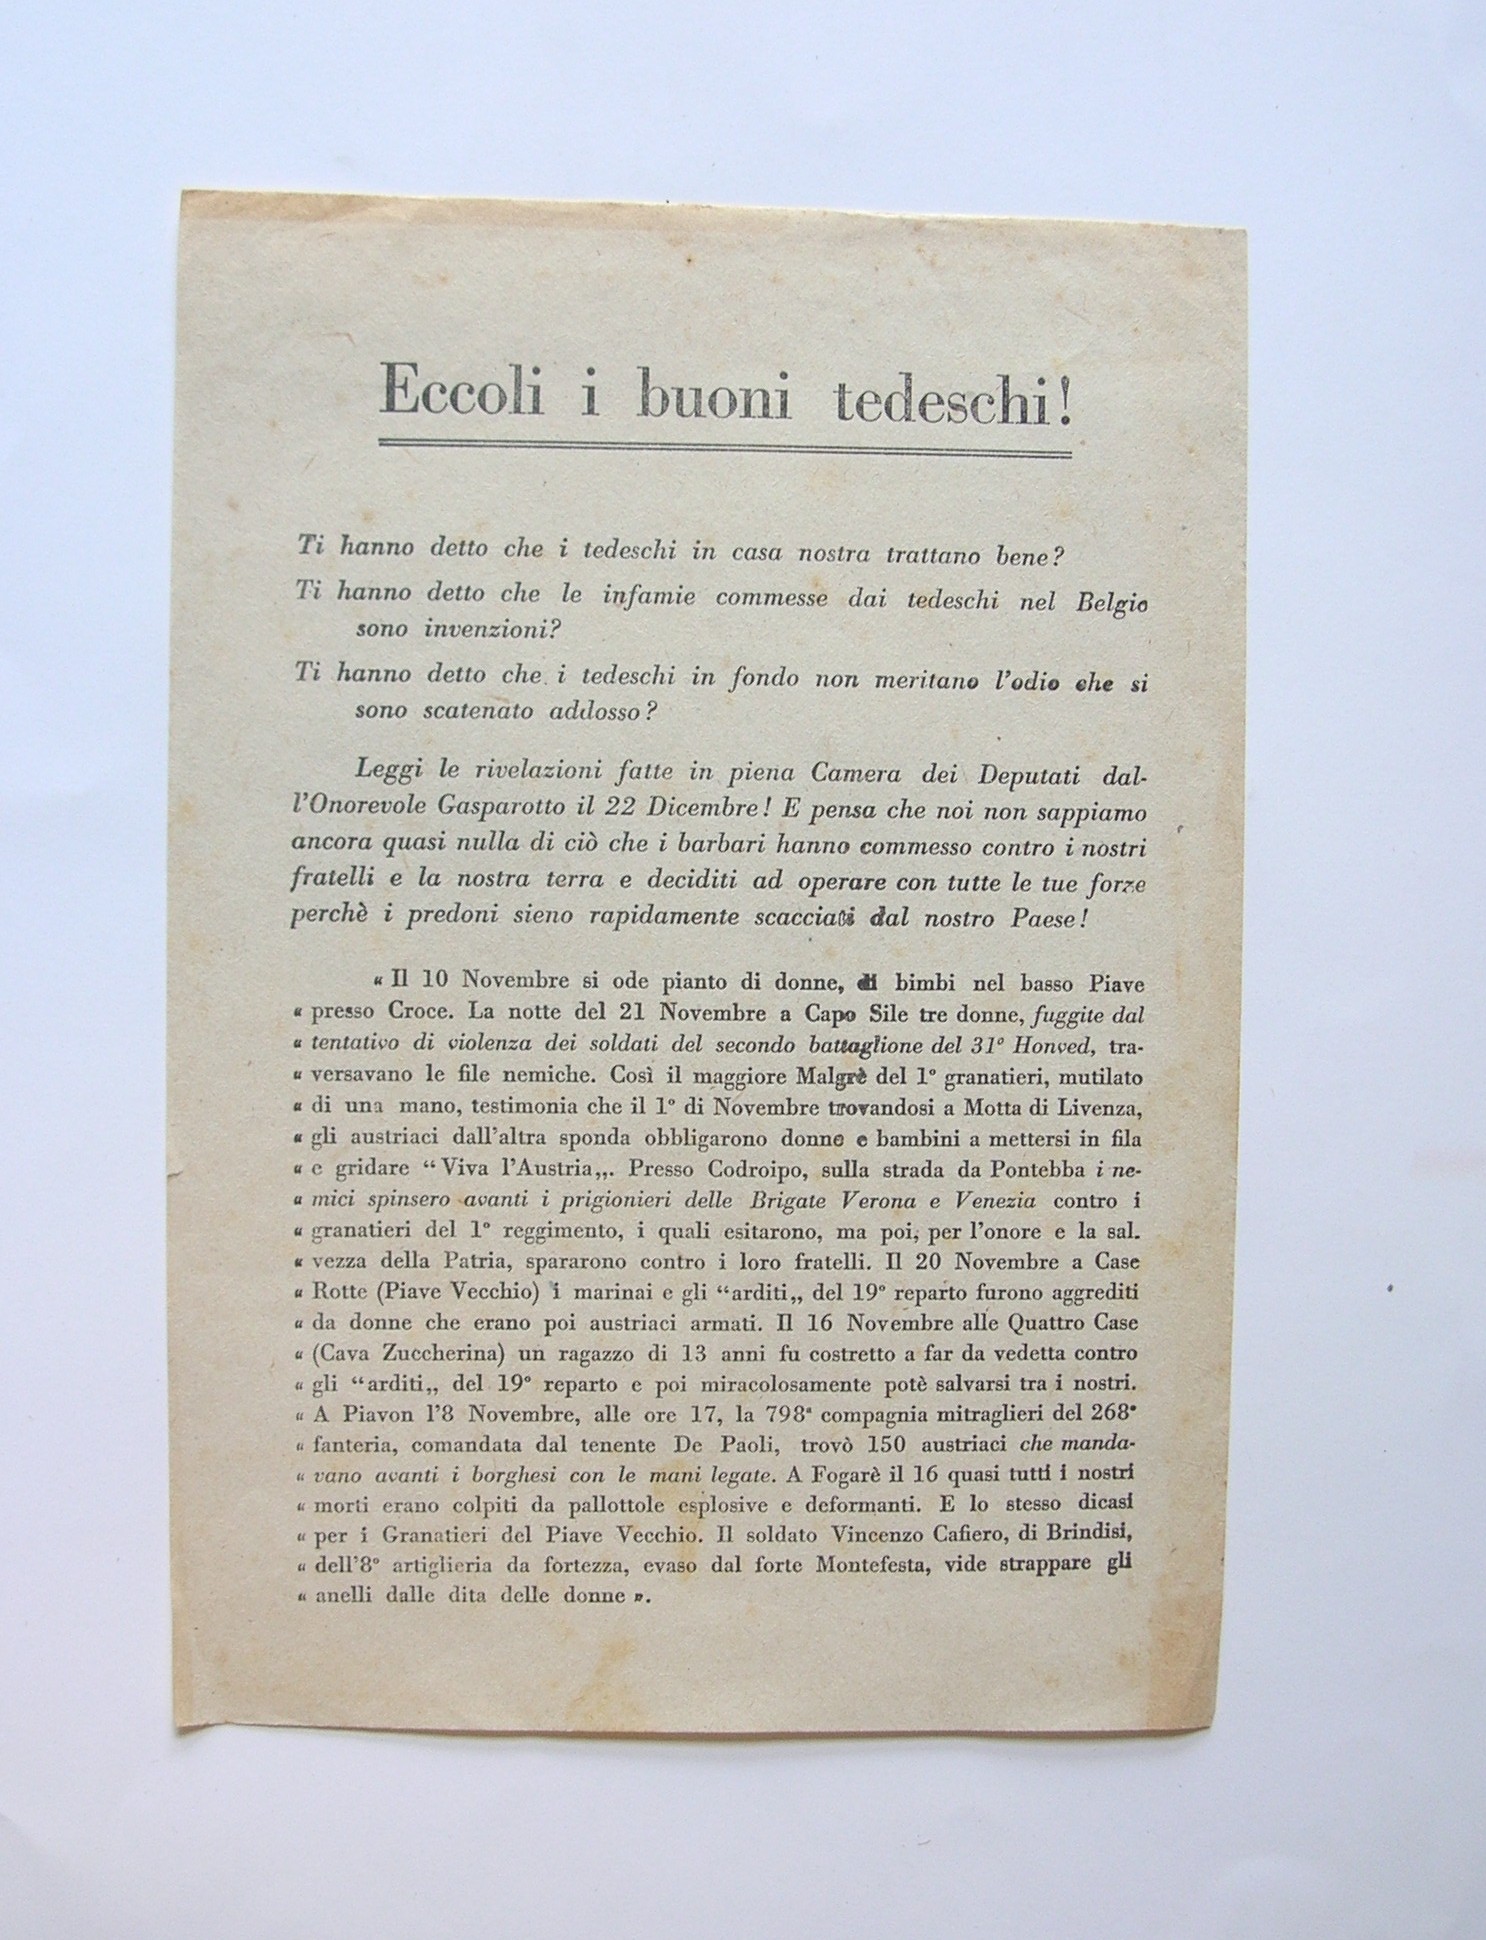 Eccoli i buoni tedeschi!
Ti hanno detto che i tedeschi in casa nostra trattano bene?
Ti hanno detto che le infamie commesse dai tedeschi nel Belgio
sono invenzioni?
Ti hanno detto che i tedeschi in fondo non meritano l'odio che si
sono scatenato addosso?
Leggi le rivelazioni fatte in piena Camera dei Deputati dal-
l'Onorevole Gasparotto il 22 Dicembre! E pensa che noi non sappiamo
ancora quasi nulla di ciò che i barbari hanno commesso contro i nostri
fratelli e la nostra terra e deciditi ad operare con tutte le tue forze
perchè i predoni sieno rapidamente scacciati dal nostro Paese!
« Il 10 Novembre si ode pianto di donne, di bimbi nel basso Piave
« presso Croce. La notte del 21 Novembre a Capo Sile tre donne, fuggite dal
« tentativo di violenza dei soldati del secondo battaglione del 31° Honved, tra-
« versavano le file nemiche. Così il maggiore Malgrè del 1° granatieri, mutilato
« di una mano, testimonia che il 1° di Novembre trovandosi a Motta di Livenza,
« gli austriaci dall'altra sponda obbligarono donne e bambini a mettersi in fila
« e gridare “Viva l'Austria„. Presso Codroipo, sulla strada da Pontebba i ne-
« mici spinsero avanti i prigionieri delle Brigate Verona e Venezia contro i
« granatieri del 1° reggimento, i quali esitarono, ma poi, per l'onore e la sal.
« vezza della Patria, spararono contro i loro fratelli. Il 20 Novembre a Case
« Rotte (Piave Vecchio) i marinai e gli “arditi„ del 19° reparto furono aggrediti
« da donne che erano poi austriaci armati. Il 16 Novembre alle Quattro Case
« (Cava Zuccherina) un ragazzo di 13 anni fu costretto a far da vedetta contro
« gli “arditi„ del 19° reparto e poi miracolosamente potè salvarsi tra i nostri.
« A Piavon l'8 Novembre, alle ore 17, la 798ª compagnia mitraglieri del 268°
« fanteria, comandata dal tenente De Paoli, trovò 150 austriaci che manda-
« vano avanti i borghesi con le mani legate. A Fogarè il 16 quasi tutti i nostri
« morti erano colpiti da pallottole esplosive e deformanti. E lo stesso dicasi
« per i Granatieri del Piave Vecchio. Il soldato Vincenzo Cafiero, di Brindisi,
« dell'8° artiglieria da fortezza, evaso dal forte Montefesta, vide strappare gli
« anelli dalle dita delle donne ».